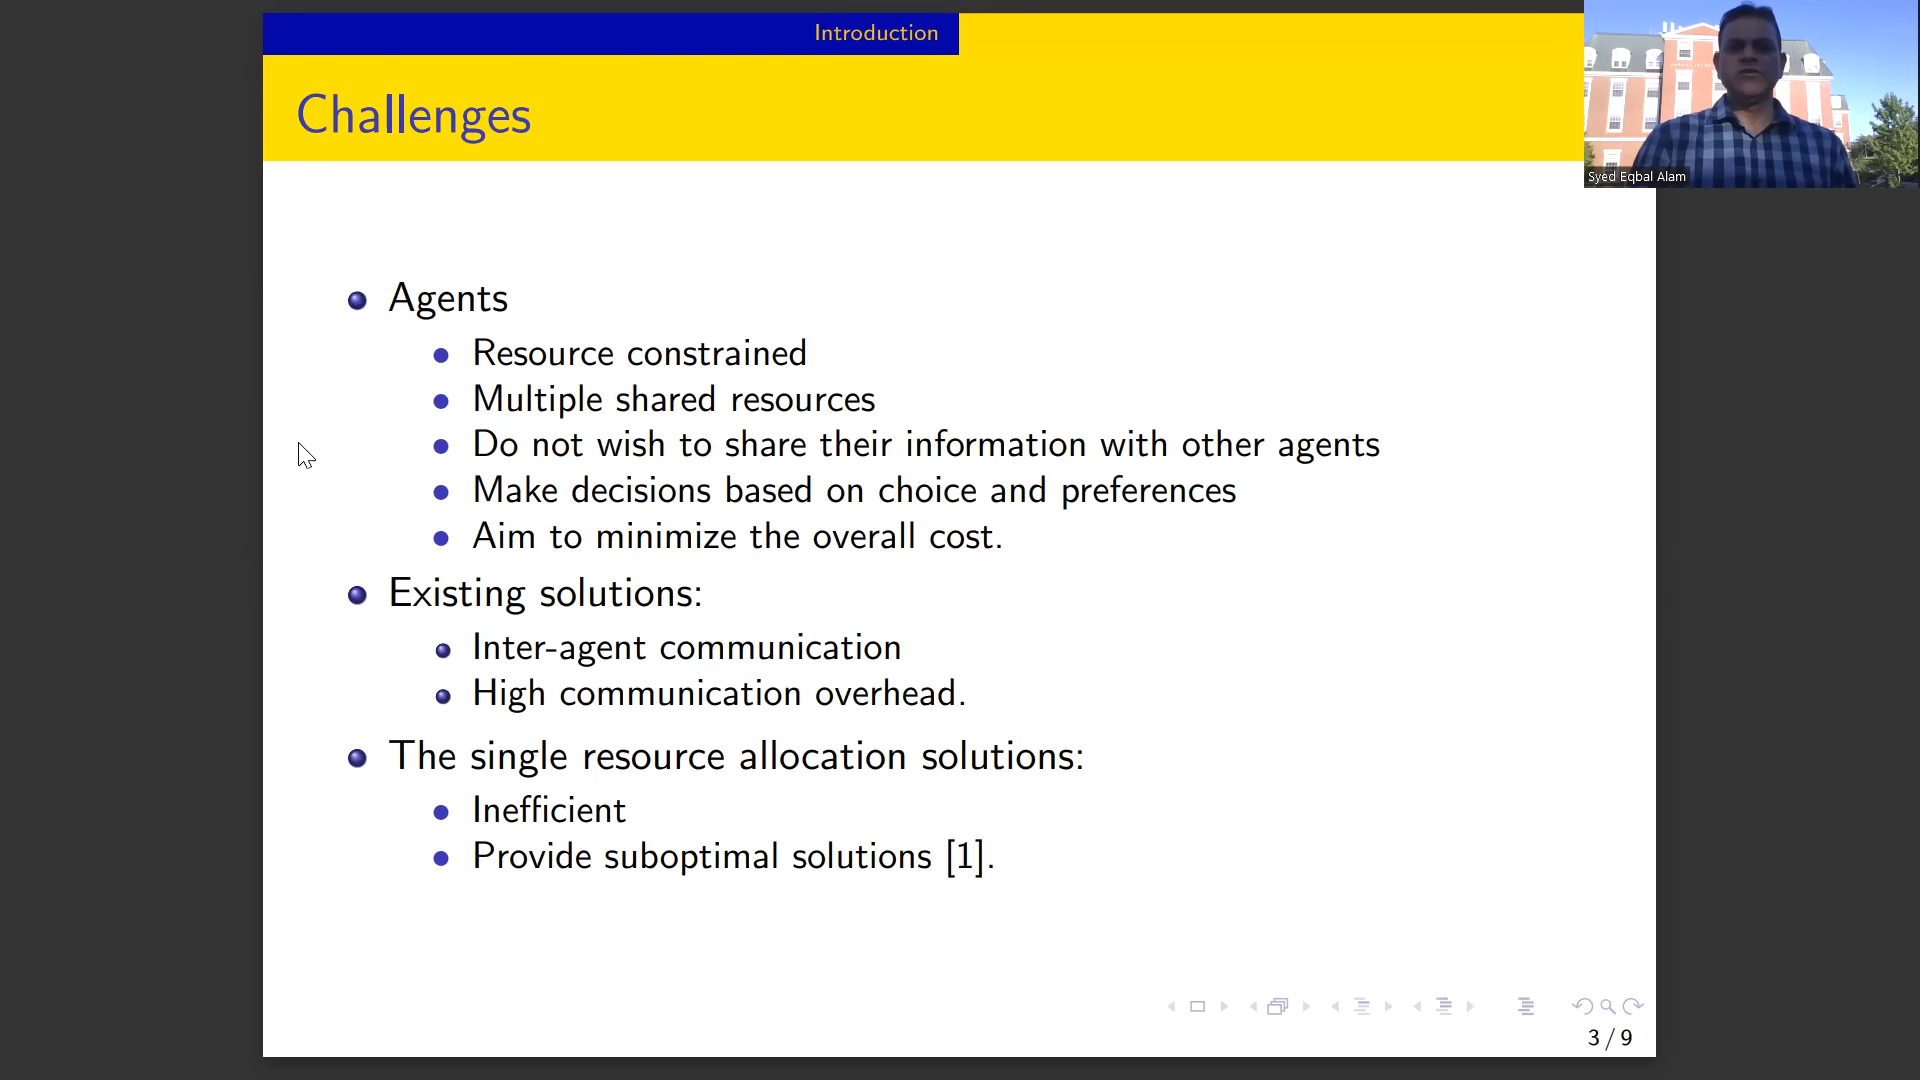 Introduction
Challenges
Syed Eqbal Alam
Agents
Resource constrained
Multiple shared resources
Do not wish to share their information with other agents
Make decisions based on choice and preferences
Aim to minimize the overall cost.
Existing solutions:
Inter-agent communication
High communication overhead.
The single resource allocation solutions:
Inefficient
Provide suboptimal solutions [1].
3 / 9